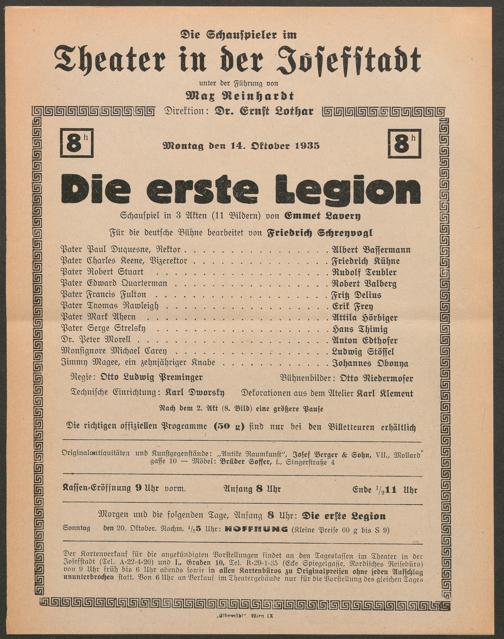 Die Schauspieler im
Theater in der Josefstadt
unter der Führung von
Max Reinhardt
Direktion: Dr. Ernst Lothar
8h
8h
Montag den 14. Oktober 1935
Die erste Legion
Schauspiel in 3 Akten (11 Bildern) von Emmet Lavery
Für die deutsche Bühne bearbeitet von Friedrich Schreyvogl
Pater Paul Duquesne, Rektor . . . . . . . . . . Albert Bassermann
Pater Charles Keene, Vizerektor . . . . . . . . . . Friedrich Kühne
Pater Robert Stuart . . . . . . . . . . Rudolf Teubler
Pater Edward Quarterman . . . . . . . . . . Robert Valberg
Pater Francis Fulton . . . . . . . . . . Fritz Delius
Pater Thomas Rawleigh . . . . . . . . . . Erik Frey
Pater Mark Ahern . . . . . . . . . . Attila Hörbiger
Pater Serge Strelsky . . . . . . . . . . Hans Thimig
Dr. Peter Morell . . . . . . . . . . Anton Edthofer
Monsignore Michael Carey . . . . . . . . . . Ludwig Stössel
Jimmy Magee, ein zehnjähriger Knabe . . . . . . . . . . Johannes Obonya
Regie: Otto Ludwig Preminger Bühnenbilder: Otto Niedermoser
Technische Einrichtung: Karl Dworsky Dekorationen aus dem Atelier Karl Klement
Nach dem 2. Akt (8. Bild) eine größere Pause
Die richtigen offiziellen Programme (50 g) sind nur bei den Billetteuren erhältlich
Originalantiquitäten und Kunstgegenstände: „Antike Raumkunst", Josef Berger & Sohn, VII., Mollard
gasse 10 — Möbel: Brüder Soffer, I., Singerstraße 4
Kassen-Eröffnung 9 Uhr vorm. Anfang 8 Uhr Ende 1/2 11 Uhr
Morgen und die folgenden Tage, Anfang 8 Uhr: Die erste Legion
Sonntag den 20. Oktober. Nachm. 1/2 5 Uhr: HOFFNUNG (Kleine Preise 60 g bis S 9)
Der Kartenverkauf für die angekündigten Vorstellungen findet an den Tageskassen im Theater in der
Josefstadt (Tel. A-22-4-20) und I., Graben 10, Tel. R-29-1-35 (Ecke Spiegelgasse, Nordisches Reisebüro)
von 9 Uhr früh bis 6 Uhr abends sowie in allen Kartenbüros zu Originalpreisen ohne jeden Aufschlag
ununterbrochen statt. Von 6 Uhr an Verkauf im Theatergebäude nur für die Vorstellung des gleichen Tages
Wien IX